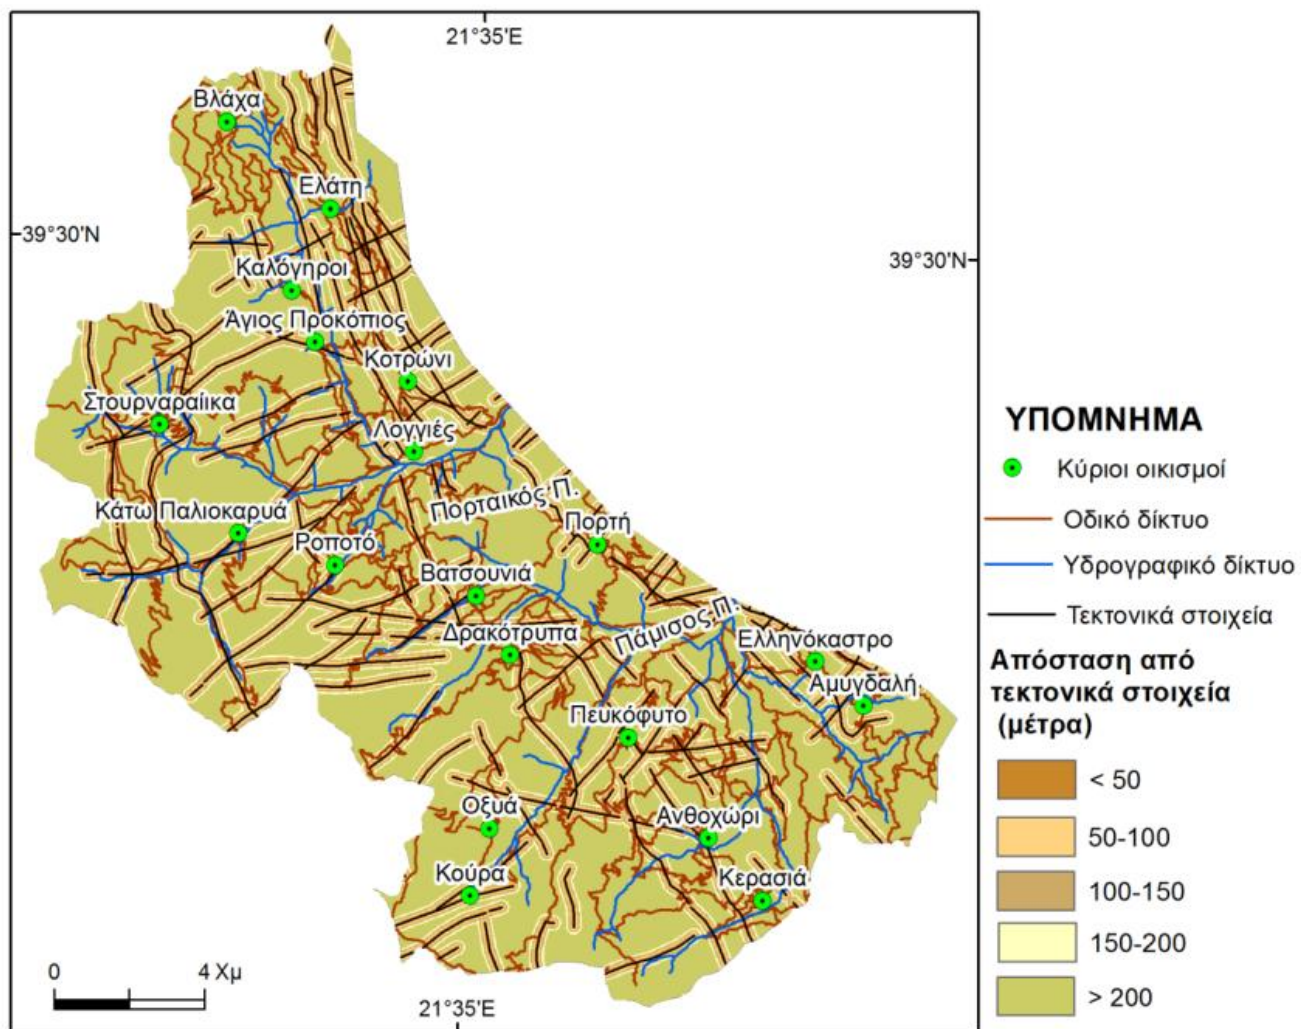 21°35'E
Βλάχα
Ελάτη
39°30'N
39°30'N
Καλόγηροι
Άγιος Προκόπιος
Κοτρώνι
Στουρναραίικα
Λογγιές
Πορταικός Π.
Κάτω Παλιοκαρυά
Πορτή
Ροποτό
Βατσουνιά
Πάμισος Π.
Δρακότρυπα
Ελληνόκαστρο
Αμυγδαλή
Πευκόφυτο
Οξυά
Ανθοχώρι
Κούρα
Κερασιά
0 4 Χμ
21°35'E
ΥΠΟΜΝΗΜΑ
Κύριοι οικισμοί
Οδικό δίκτυο
Υδρογραφικό δίκτυο
Τεκτονικά στοιχεία
Απόσταση από
τεκτονικά στοιχεία
(μέτρα)
< 50
50-100
100-150
150-200
> 200